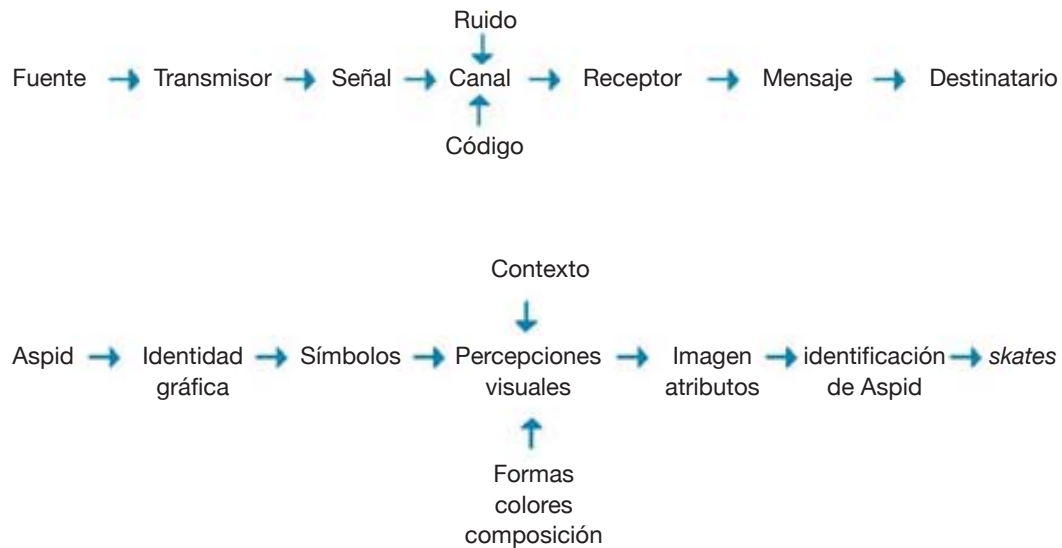 Ruido
Fuente Transmisor Señal Canal Receptor Mensaje Destinatario
Código
Contexto
Aspid Identidad Símbolos Percepciones Imagen identificación skates
gráfica visuales atributos de Aspid
Formas
colores
composición